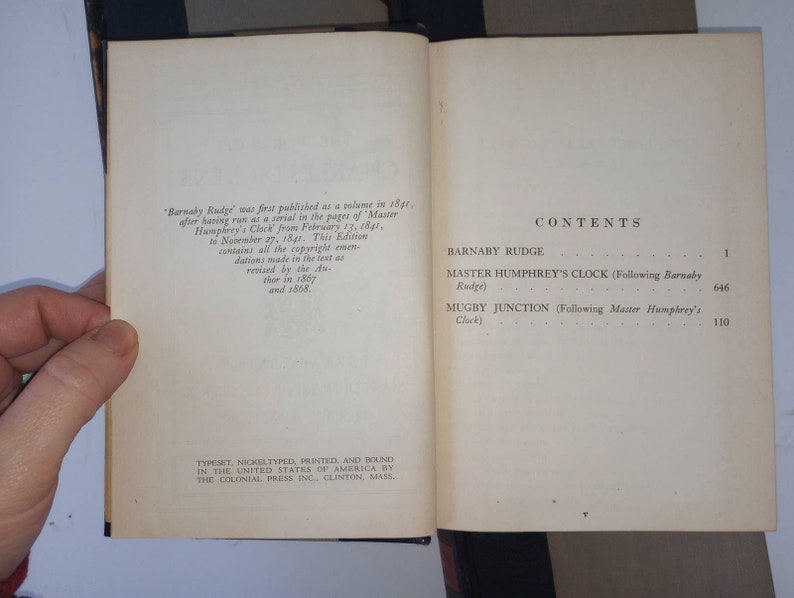 'Barnaby Rudge' was first published as a volume in 1841,
after having run as a serial in the pages of 'Master
Humphrey's Clock' from February 13, 1841,
to November 27, 1841. This Edition
contains all the copyright emen-
dations made in the text as
revised by the Au-
thor in 1867
and 1868.
TYPESET, NICKELTYPED, PRINTED, AND BOUND
IN THE UNITED STATES OF AMERICA BY
THE COLONIAL PRESS INC., CLINTON, MASS.
CONTENTS
BARNABY RUDGE . . . . . . . . . . . 1
MASTER HUMPHREY'S CLOCK (Following Barnaby
Rudge) . . . . . . . . . . . . . . . 646
MUGBY JUNCTION (Following Master Humphrey's
Clock) . . . . . . . . . . . . . . . 110
v